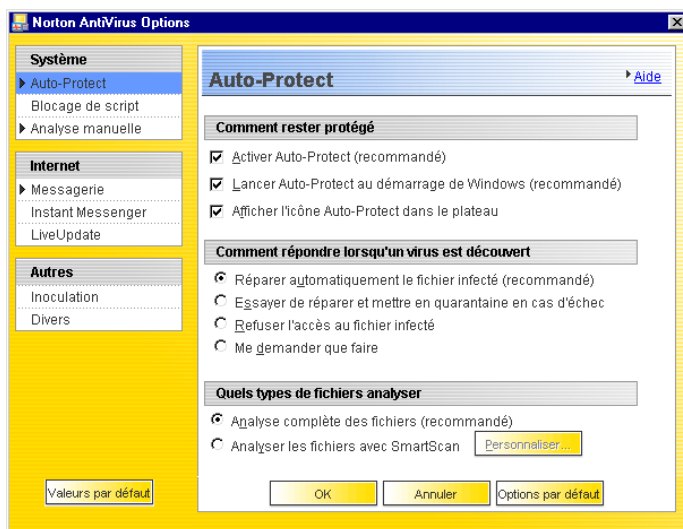 Norton AntiVirus Options
Système
Auto-Protect
Blocage de script
Analyse manuelle
Internet
Messagerie
Instant Messenger
LiveUpdate
Autres
Inoculation
Divers
Valeurs par défaut
Auto-Protect
Aide
Comment rester protégé
Activer Auto-Protect (recommandé)
Lancer Auto-Protect au démarrage de Windows (recommandé)
Afficher l'icône Auto-Protect dans le plateau
Comment répondre lorsqu'un virus est découvert
Réparer automatiquement le fichier infecté (recommandé)
Essayer de réparer et mettre en quarantaine en cas d'échec
Refuser l'accès au fichier infecté
Me demander que faire
Quels types de fichiers analyser
Analyse complète des fichiers (recommandé)
Analyser les fichiers avec SmartScan
Personnaliser...
OK
Annuler
Options par défaut